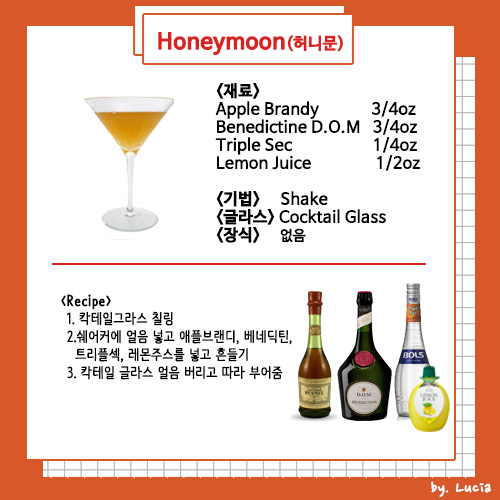 Honeymoon(허니문)
<재료>
Apple Brandy 3/4oz
Benedictine D.O.M 3/4oz
Triple Sec 1/4oz
Lemon Juice 1/2oz
<기법> Shake
<글라스> Cocktail Glass
<장식> 없음
<Recipe>
1. 칵테일그라스 칠링
2.쉐어커에 얼음 넣고 애플브랜디, 베네딕틴,
트리플섹, 레몬주스를 넣고 흔들기
3. 칵테일 글라스 얼음 버리고 따라 부어줌
D.O.M
BOLS
LEMON
JUICE
by. Lucia